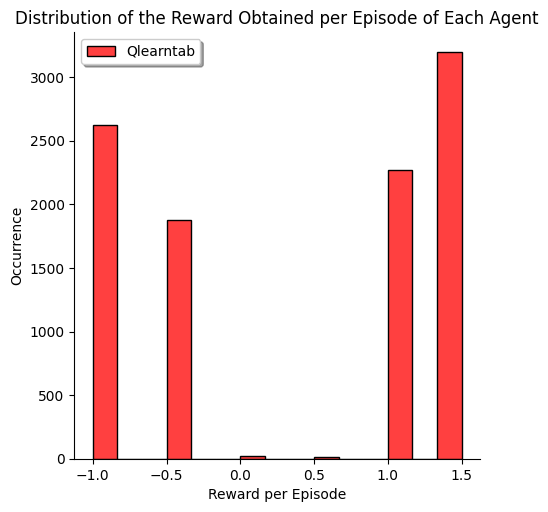 Distribution of the Reward Obtained per Episode of Each Agent
Qlearntab
3000
2500
2000
1500
1000
500
0
Occurrence
−1.0 −0.5 0.0 0.5 1.0 1.5
Reward per Episode